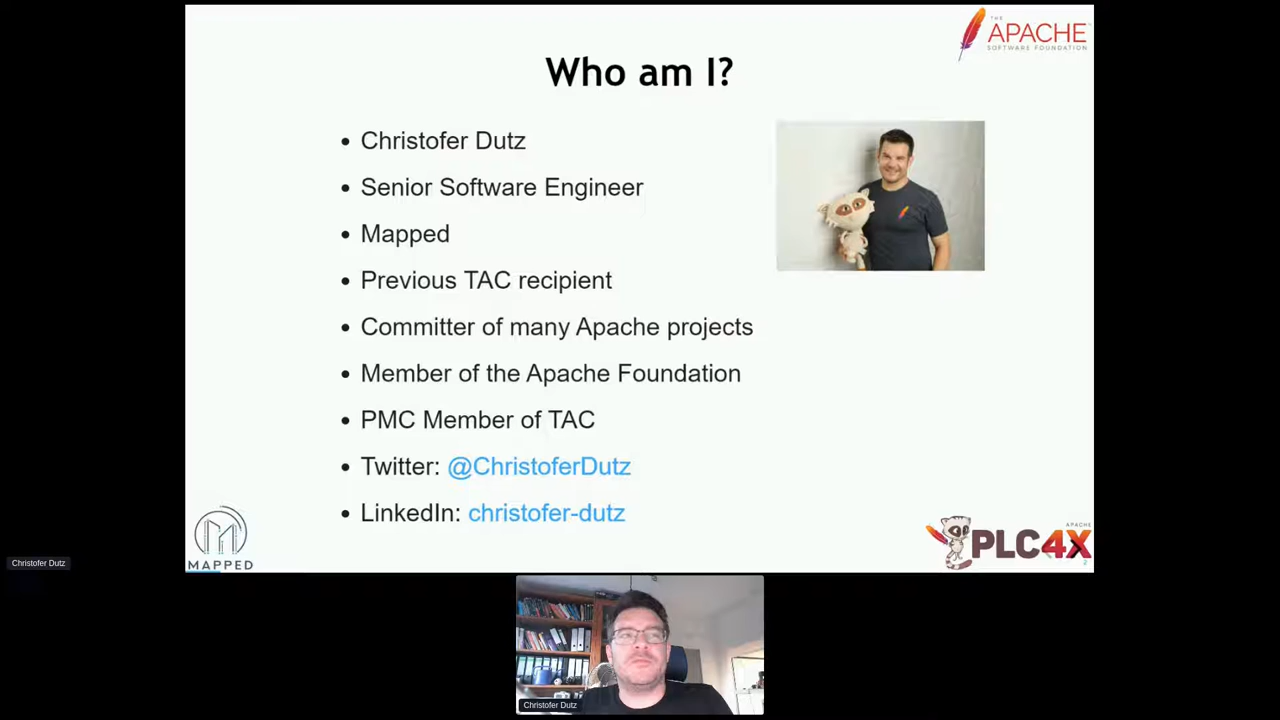 THE
APACHE
SOFTWARE FOUNDATION
Who am I?
• Christofer Dutz
• Senior Software Engineer
• Mapped
• Previous TAC recipient
• Committer of many Apache projects
• Member of the Apache Foundation
• PMC Member of TAC
• Twitter: @ChristoferDutz
• LinkedIn: christofer-dutz
MAPPED
APACHE
PLC4X
2
Christofer Dutz
Christofer Dutz